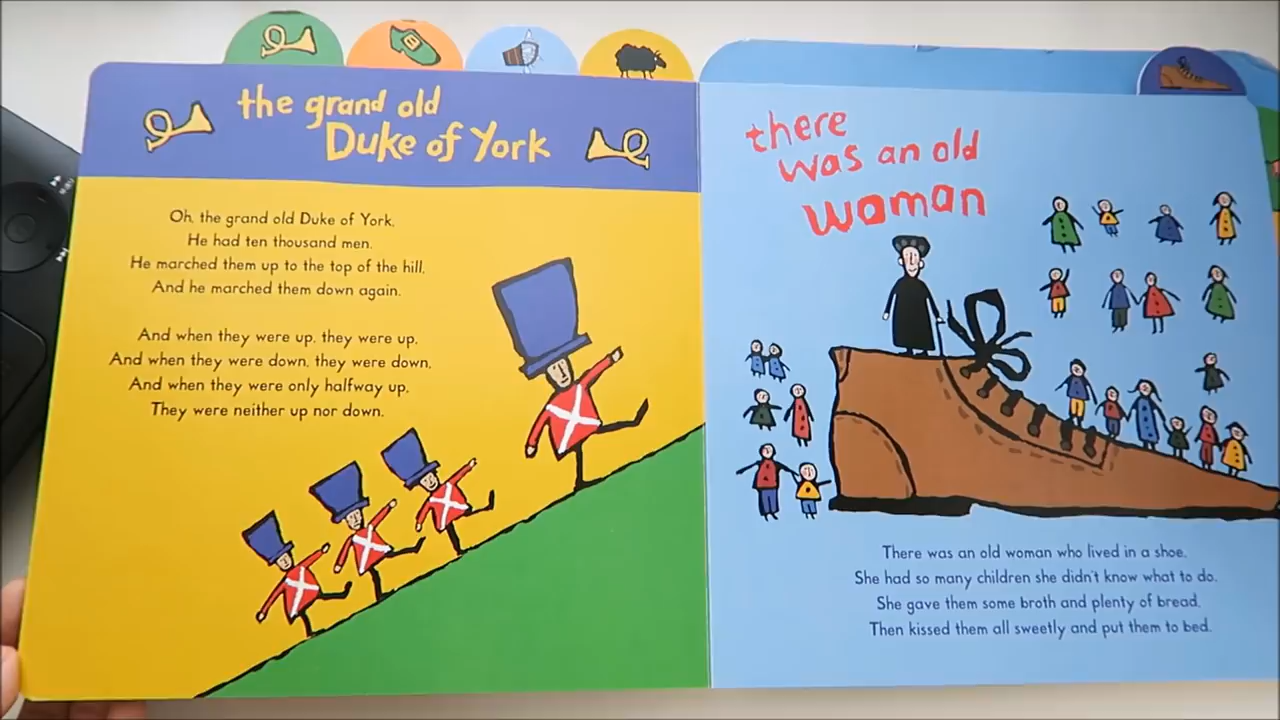 the grand old
Duke of York
Oh, the grand old Duke of York,
He had ten thousand men.
He marched them up to the top of the hill,
And he marched them down again.
And when they were up, they were up,
And when they were down, they were down,
And when they were only halfway up,
They were neither up nor down.
there
was an old
woman
There was an old woman who lived in a shoe,
She had so many children she didn't know what to do.
She gave them some broth and plenty of bread,
Then kissed them all sweetly and put them to bed.